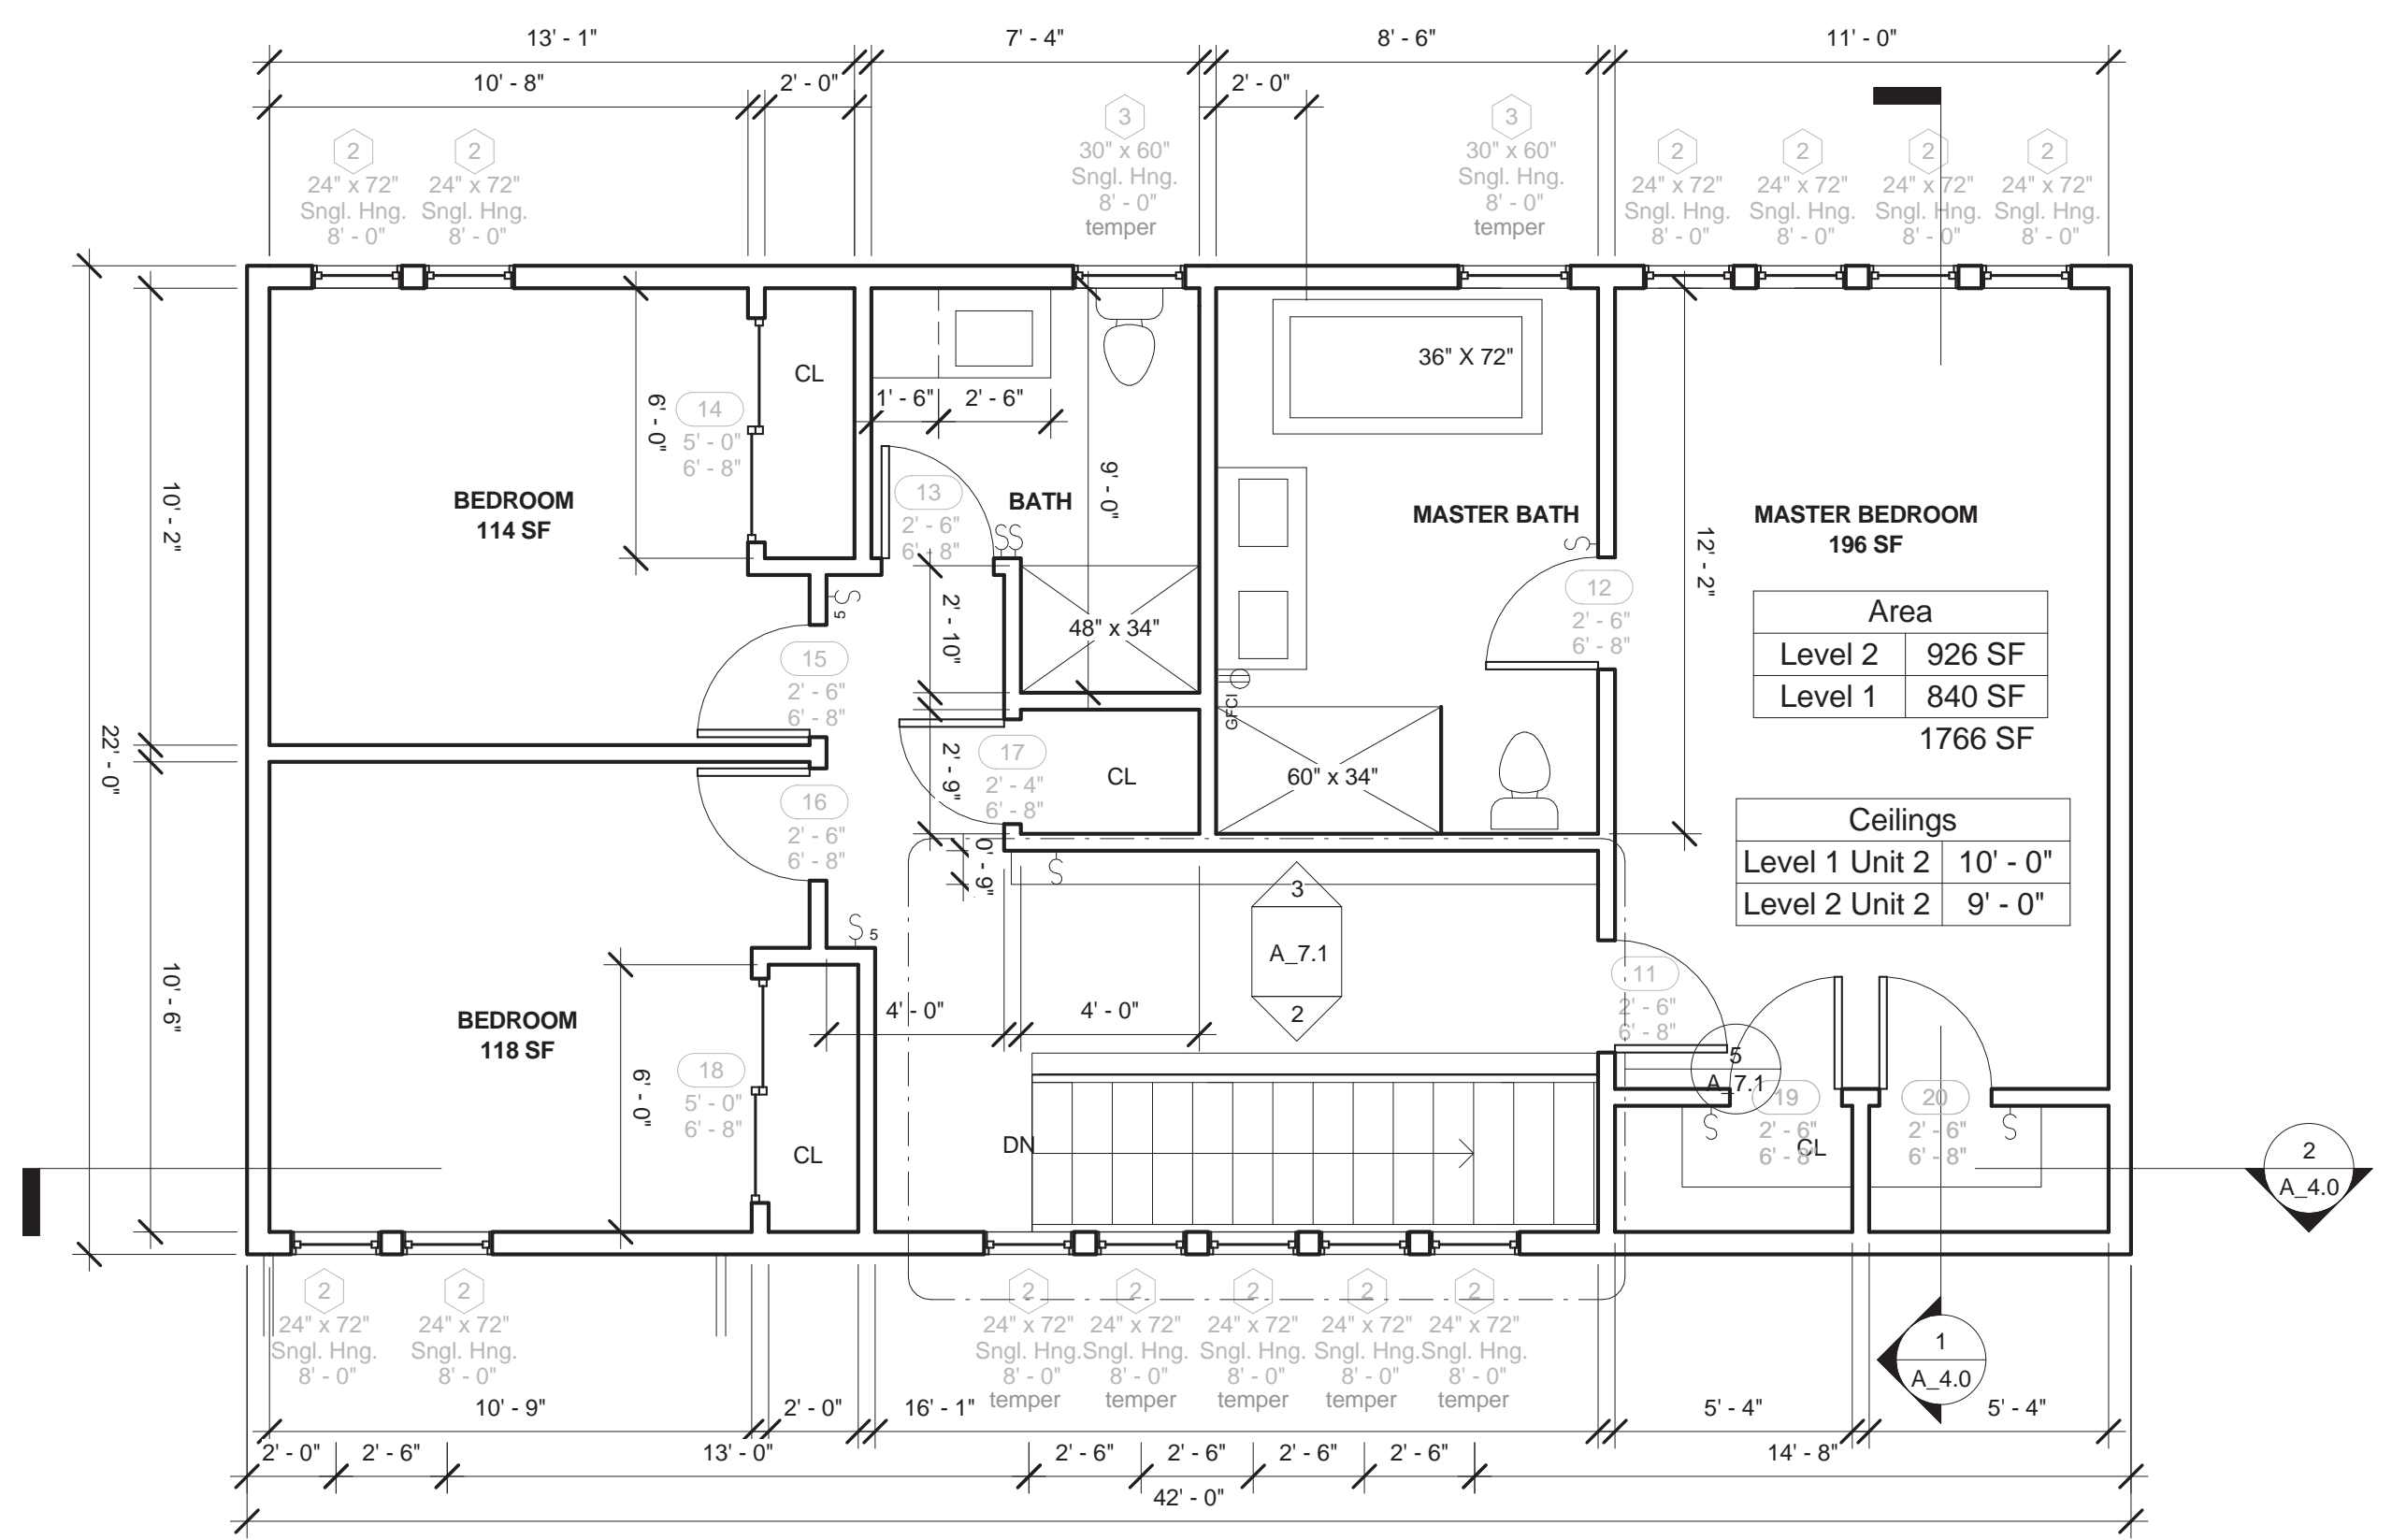 13' - 1"
7' - 4"
8' - 6"
11' - 0"
10' - 8"
2' - 0"
2' - 0"
3
3
2
2
2
2
2
2
30" x 60"
30" x 60"
24" x 72"
24" x 72"
24" x 72"
24" x 72"
24" x 72"
24" x 72"
Sngl. Hng.
Sngl. Hng.
Sngl. Hng.
Sngl. Hng.
Sngl. Hng.
Sngl. Hng.
Sngl. Hng.
Sngl. Hng.
8' - 0"
8' - 0"
8' - 0"
8' - 0"
8' - 0"
8' - 0"
8' - 0"
8' - 0"
temper
temper
36" X 72"
CL
1' - 6"
2' - 6"
6' - 0"
14
5' - 0"
6' - 8"
BEDROOM
114 SF
10' - 2"
13
2' - 6"
6' - 8"
BATH
9' - 0"
SS
MASTER BATH
S
12' - 2"
MASTER BEDROOM
196 SF
12
2' - 6"
6' - 8"
Area
Level 2
926 SF
Level 1
840 SF
1766 SF
S
5
2' - 10"
48" x 34"
15
2' - 6"
6' - 8"
GFCI
22' - 0"
17
2' - 4"
6' - 8"
2' - 9"
CL
60" x 34"
16
2' - 6"
6' - 8"
Ceilings
Level 1 Unit 2
10' - 0"
Level 2 Unit 2
9' - 0"
0' - 9"
S
3
A_7.1
2
S
5
10' - 6"
BEDROOM
118 SF
4' - 0"
4' - 0"
11
2' - 6"
6' - 8"
5
A_7.1
6' - 0"
18
5' - 0"
6' - 8"
CL
DN
19
2' - 6"
6' - 8"
CL
20
2' - 6"
6' - 8"
S
S
2
A_4.0
2
2
2
2
2
2
2
24" x 72"
24" x 72"
24" x 72"
24" x 72"
24" x 72"
24" x 72"
24" x 72"
Sngl. Hng.
Sngl. Hng.
Sngl. Hng.
Sngl. Hng.
Sngl. Hng.
Sngl. Hng.
Sngl. Hng.
8' - 0"
8' - 0"
8' - 0"
8' - 0"
8' - 0"
8' - 0"
8' - 0"
temper
temper
temper
temper
temper
1
A_4.0
10' - 9"
2' - 0"
16' - 1"
5' - 4"
5' - 4"
2' - 0"
2' - 6"
13' - 0"
2' - 6"
2' - 6"
2' - 6"
2' - 6"
14' - 8"
42' - 0"